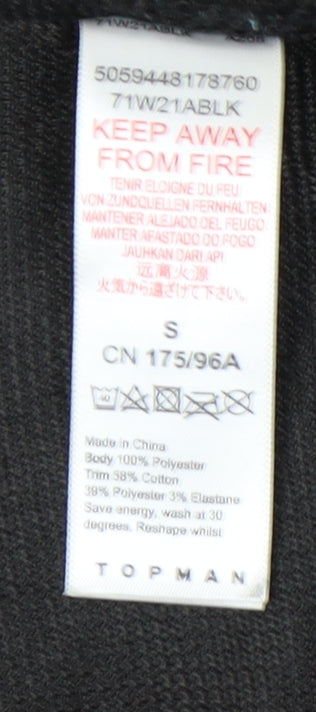 71W21ABLK
5059448178760
71W21ABLK
KEEP AWAY
FROM FIRE
TENIR ELOIGNE DU FEU
VON ZUNDQUELLEN FERNHALTEN
MANTENER ALEJADO DEL FEUGO
MANTER AFASTADO DO FOGO
JAUHKAN DARI API
远离火源
火気から遠ざけて下さい。
S
CN 175/96A
40
Made in China
Body 100% Polyester
Trim 58% Cotton
39% Polyester 3% Elastane
Save energy, wash at 30
degrees. Reshape whilst
TOPMAN